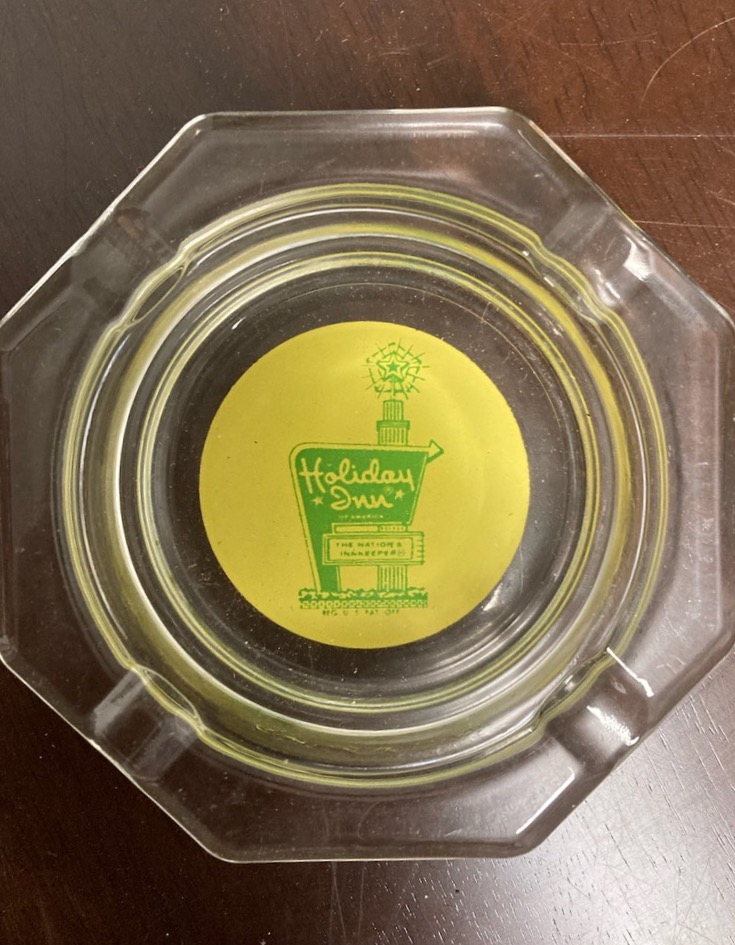 Holiday
Inn
OF AMERICA
THE NATION'S
INNKEEPER
REG. U.S. PAT. OFF.